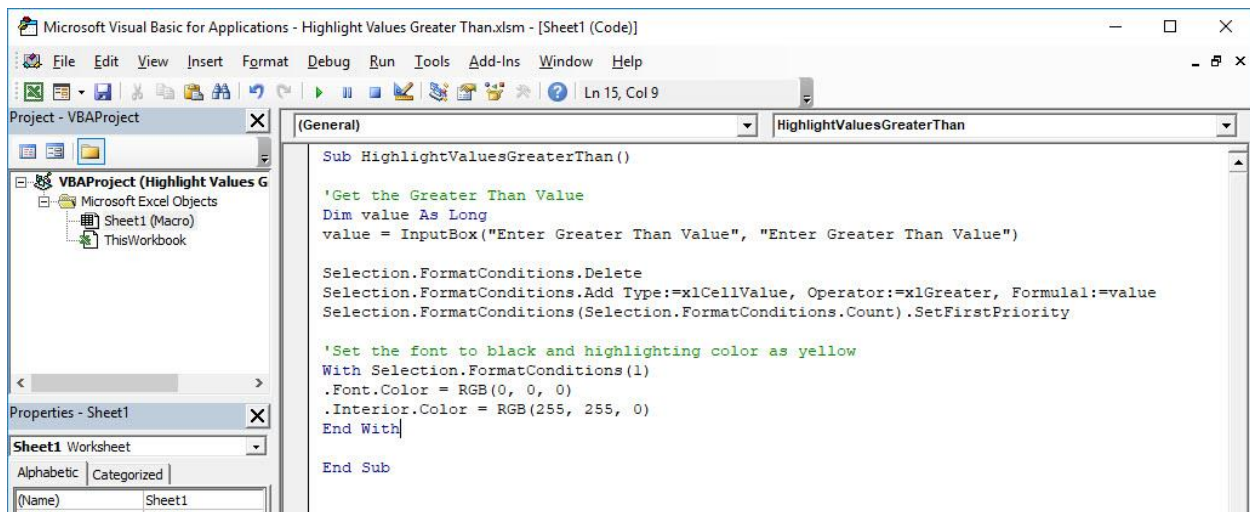 Microsoft Visual Basic for Applications - Highlight Values Greater Than.xlsm - [Sheet1 (Code)]
File Edit View Insert Format Debug Run Tools Add-Ins Window Help
Ln 15, Col 9
Project - VBAProject
VBAProject (Highlight Values G
Microsoft Excel Objects
Sheet1 (Macro)
ThisWorkbook
Properties - Sheet1
Sheet1 Worksheet
Alphabetic Categorized
(Name) Sheet1
(General) HighlightValuesGreaterThan
Sub HighlightValuesGreaterThan()
'Get the Greater Than Value
Dim value As Long
value = InputBox("Enter Greater Than Value", "Enter Greater Than Value")
Selection.FormatConditions.Delete
Selection.FormatConditions.Add Type:=xlCellValue, Operator:=xlGreater, Formula1:=value
Selection.FormatConditions(Selection.FormatConditions.Count).SetFirstPriority
'Set the font to black and highlighting color as yellow
With Selection.FormatConditions(1)
.Font.Color = RGB(0, 0, 0)
.Interior.Color = RGB(255, 255, 0)
End With
End Sub